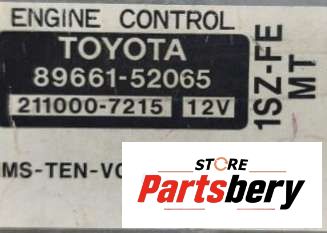 ENGINE CONTROL
TOYOTA
89661-52065
211000-7215 12V
1SZ-FE
MT
MS-TEN-VC
STORE
Partsbery